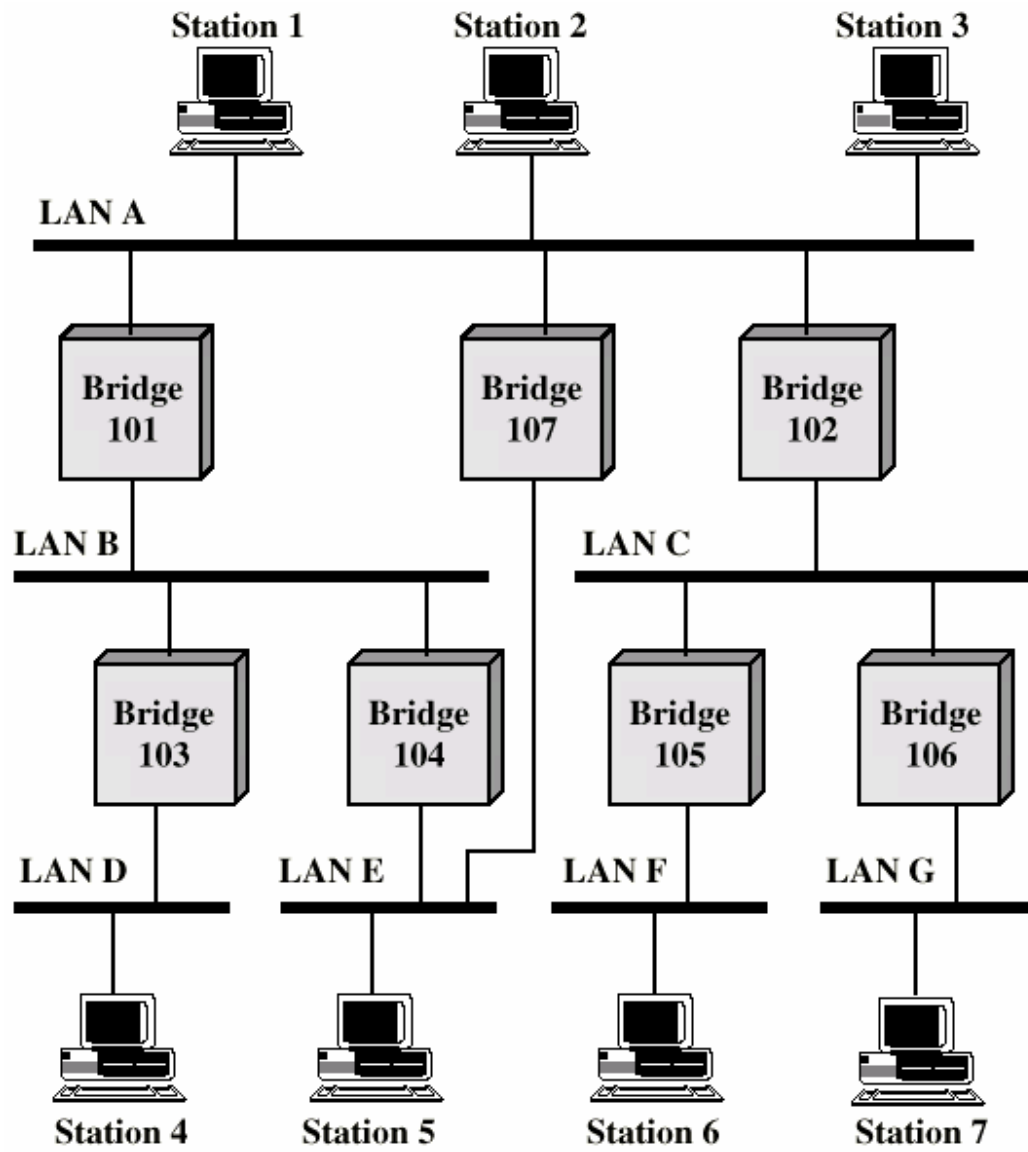 Station 1 Station 2 Station 3
LAN A
Bridge 101
Bridge 107
Bridge 102
LAN B LAN C
Bridge 103
Bridge 104
Bridge 105
Bridge 106
LAN D LAN E LAN F LAN G
Station 4 Station 5 Station 6 Station 7